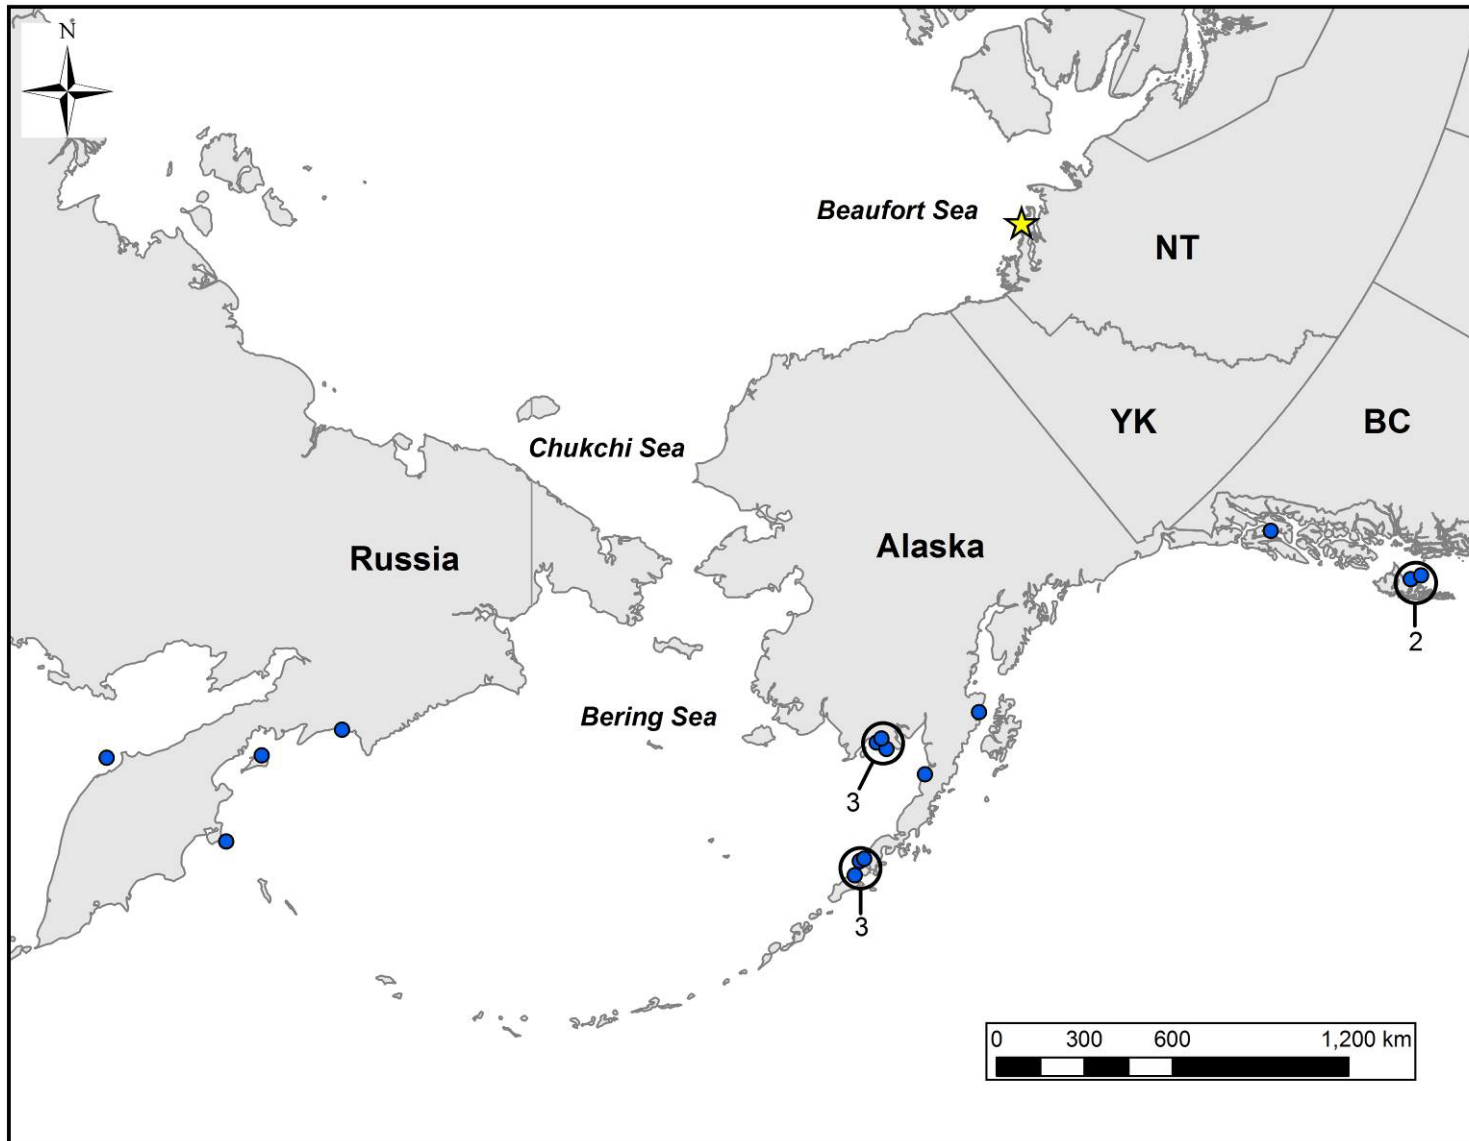 N
Beaufort Sea
NT
YK
BC
Chukchi Sea
Russia
Alaska
2
Bering Sea
3
3
0 300 600 1,200 km